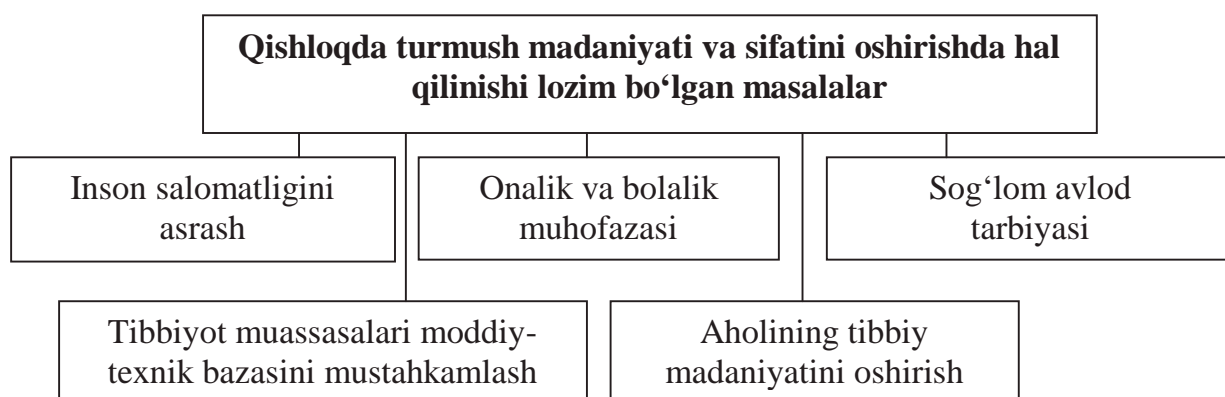 Qishloqda turmush madaniyati va sifatini oshirishda hal
qilinishi lozim bo‘lgan masalalar
Inson salomatligini
asrash
Onalik va bolalik
muhofazasi
Sog‘lom avlod
tarbiyasi
Tibbiyot muassasalari moddiy-
texnik bazasini mustahkamlash
Aholining tibbiy
madaniyatini oshirish